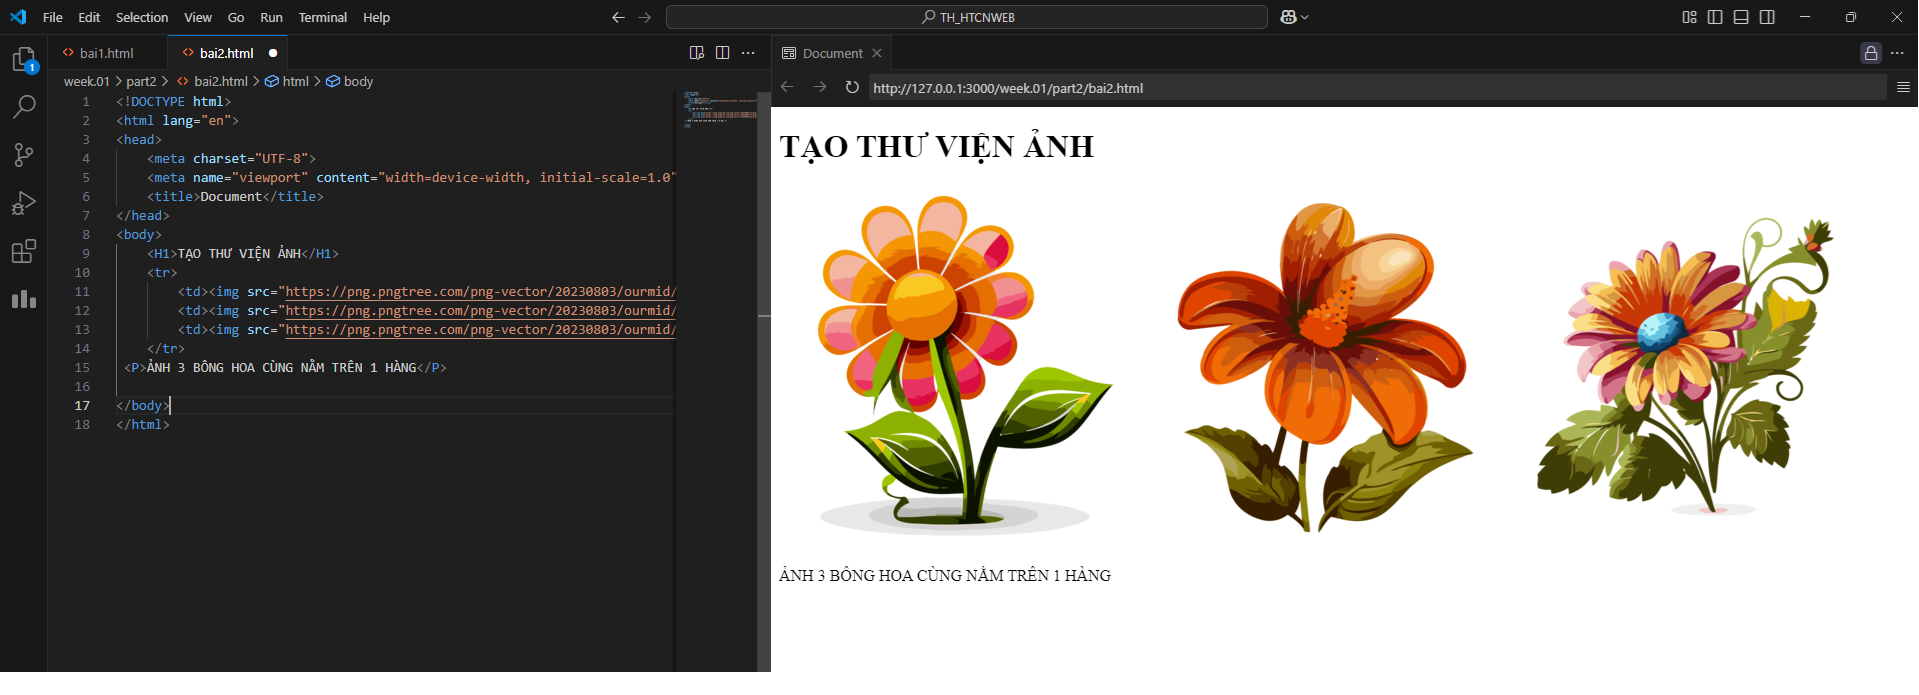 File Edit Selection View Go Run Terminal Help
TH_HTCNWEB
bai1.html
bai2.html
week.01 > part2 > bai2.html > html > body
1 <!DOCTYPE html>
2 <html lang="en">
3 <head>
4 <meta charset="UTF-8">
5 <meta name="viewport" content="width=device-width, initial-scale=1.0"
6 <title>Document</title>
7 </head>
8 <body>
9 <H1>TẠO THƯ VIỆN ẢNH</H1>
10 <tr>
11 <td><img src="https://png.pngtree.com/png-vector/20230803/ourmid/
12 <td><img src="https://png.pngtree.com/png-vector/20230803/ourmid/
13 <td><img src="https://png.pngtree.com/png-vector/20230803/ourmid/
14 </tr>
15 <P>ẢNH 3 BÔNG HOA CÙNG NẰM TRÊN 1 HÀNG</P>
16
17 </body>
18 </html>
1
Document
http://127.0.0.1:3000/week.01/part2/bai2.html
TẠO THƯ VIỆN ẢNH
ẢNH 3 BÔNG HOA CÙNG NẰM TRÊN 1 HÀNG